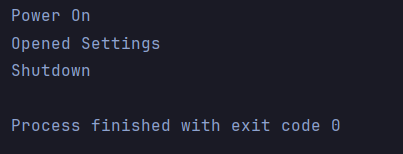 Power On
Opened Settings
Shutdown
Process finished with exit code 0